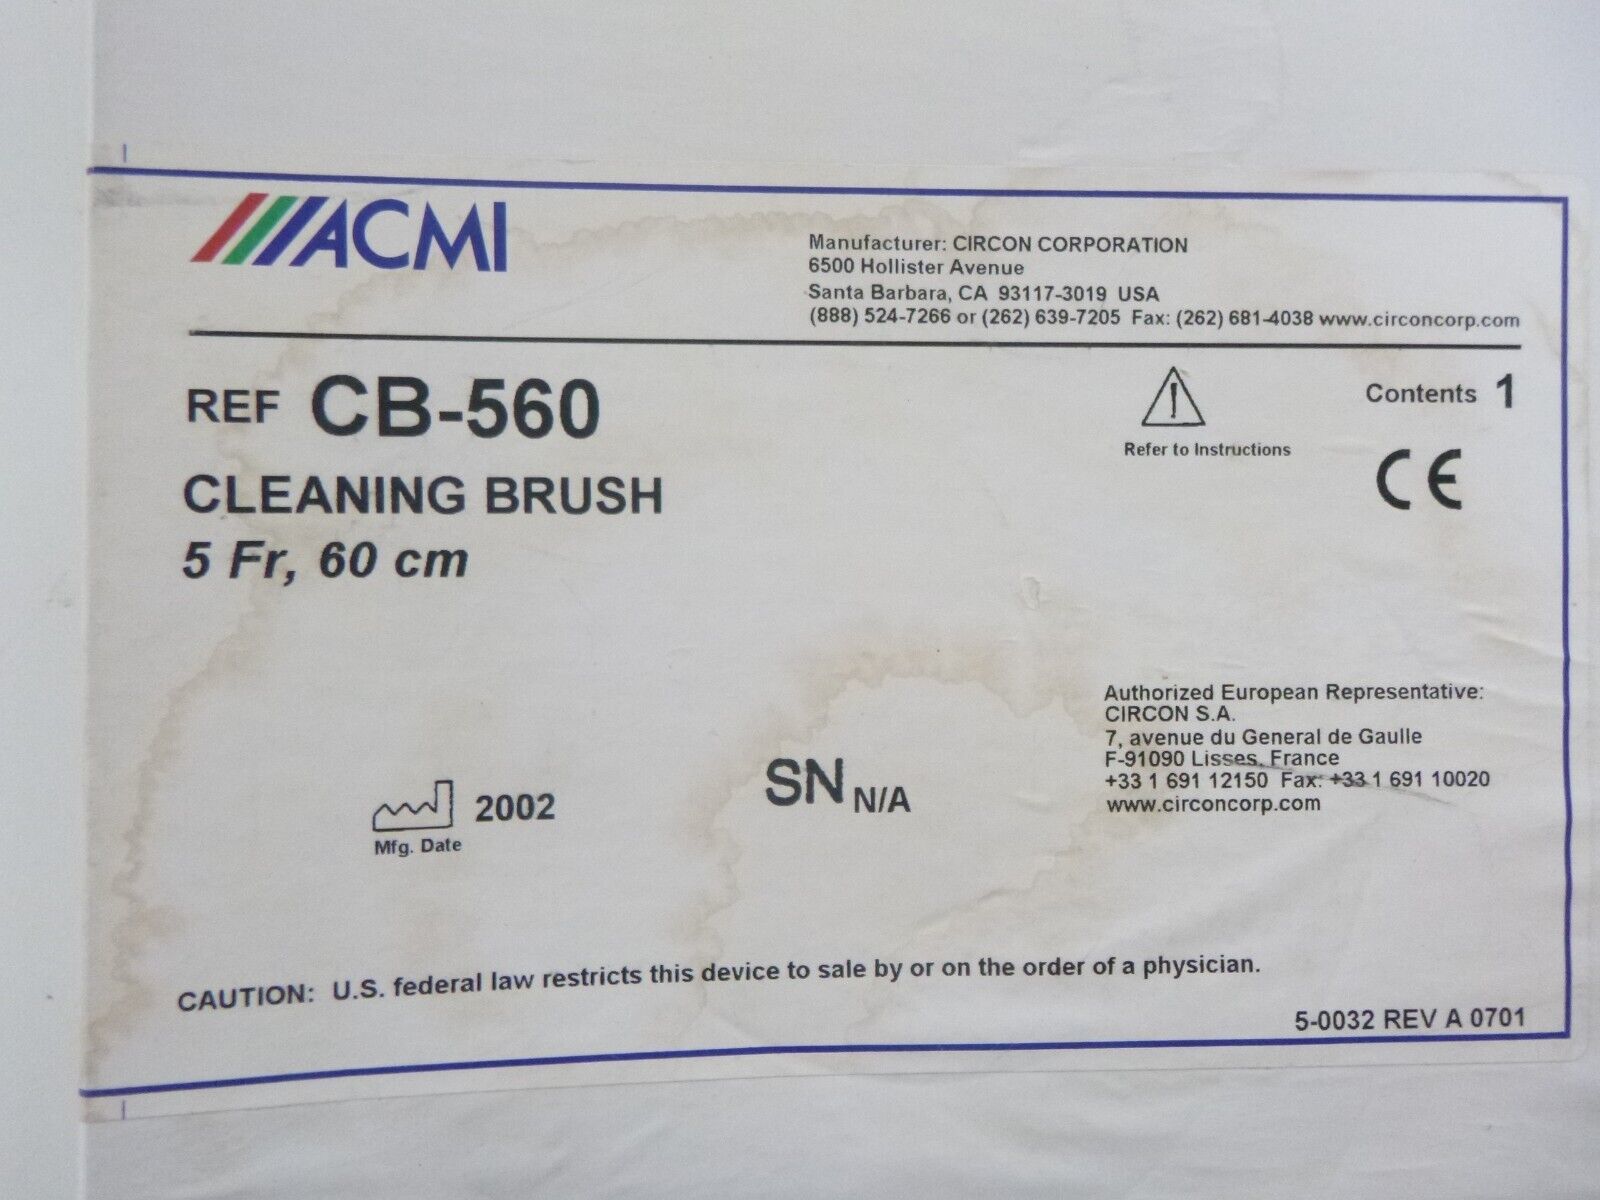 ACMI
Manufacturer: CIRCON CORPORATION
6500 Hollister Avenue
Santa Barbara, CA 93117-3019 USA
(888) 524-7266 or (262) 639-7205 Fax: (262) 681-4038 www.circoncorp.com
REF CB-560
CLEANING BRUSH
5 Fr, 60 cm
Refer to Instructions
Contents 1
CE
Authorized European Representative:
CIRCON S.A.
7, avenue du General de Gaulle
F-91090 Lisses, France
+33 1 691 12150 Fax: +33 1 691 10020
www.circoncorp.com
2002
Mfg. Date
SN N/A
CAUTION: U.S. federal law restricts this device to sale by or on the order of a physician.
5-0032 REV A 0701